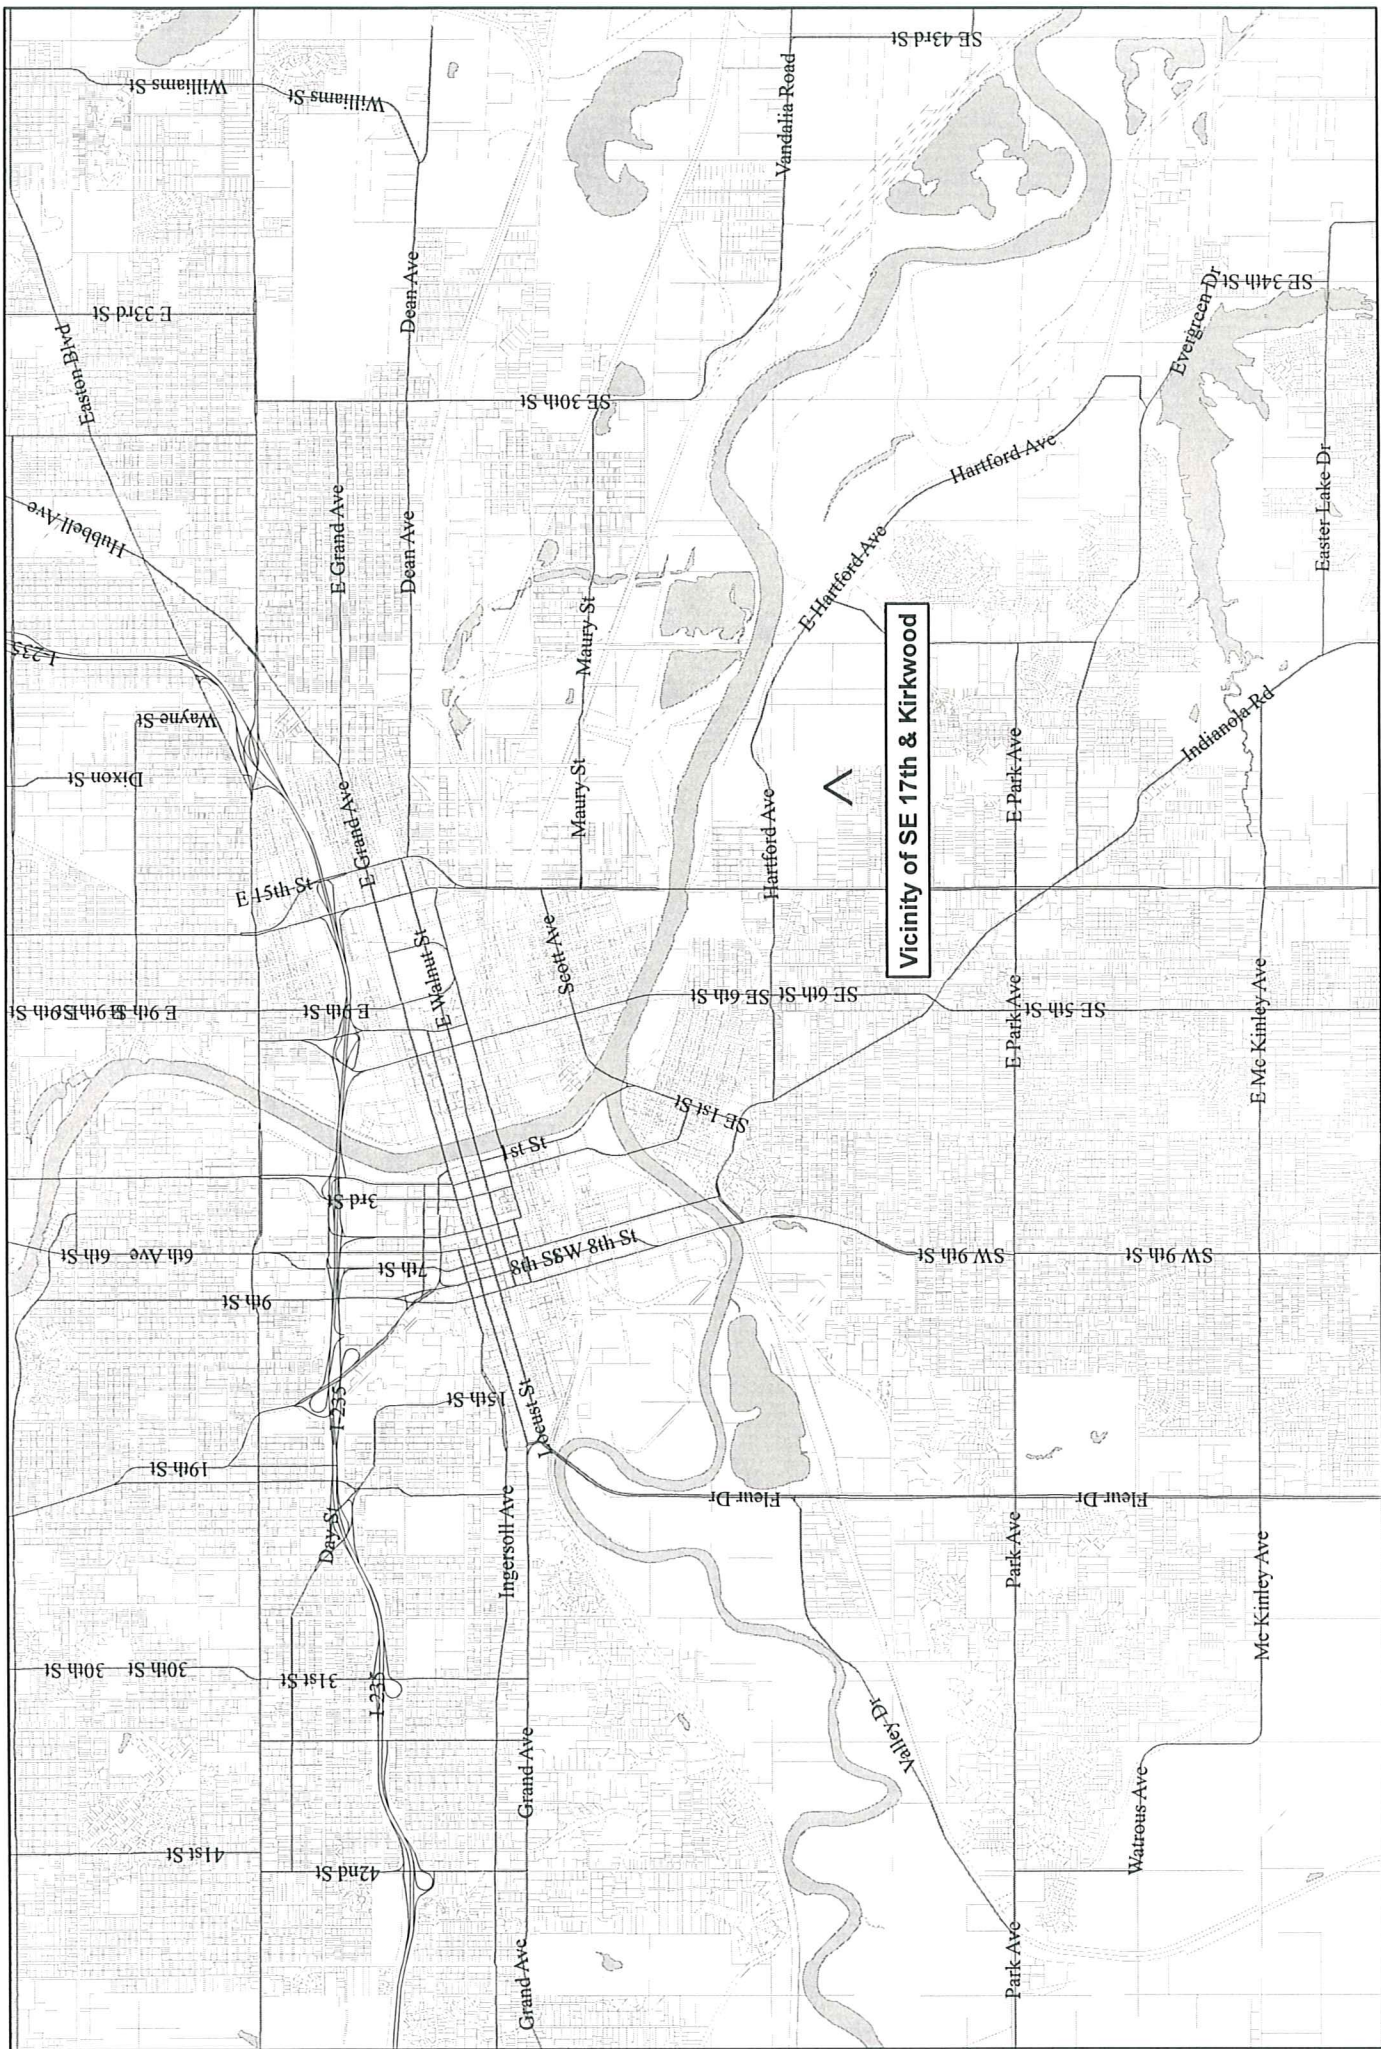 Williams St
Williams St
SE 43rd St
Vandalia Road
E 33rd St
Easton Blvd
Dean Ave
SE 34th St
Evergreen Dr
SE 30th St
Hubbell Ave
E Grand Ave
Dean Ave
Hartford Ave
Easter Lake Dr
I-235
Wayne St
Dixon St
Maury St
E Hartford Ave
Maury St
Hartford Ave
Vicinity of SE 17th & Kirkwood
E Park Ave
Indianola Rd
E Grand Ave
E 15th St
E Walnut St
Scott Ave
E 9th St
E 9th St
E 9th St
SE 6th St
SE 6th St
SE 6th St
E Park Ave
SE 5th St
E Mc Kinley Ave
SE 1st St
1st St
3rd St
6th St
6th Ave
7th St
8th St
SW 8th St
SW 9th St
SW 9th St
9th St
I-235
15th St
Locust St
19th St
Day St
Ingersoll Ave
Fleur Dr
Fleur Dr
Park Ave
Mc Kinley Ave
30th St
30th St
31st St
I-235
Grand Ave
Valley Dr
41st St
42nd St
Watrous Ave
Grand Ave
Park Ave